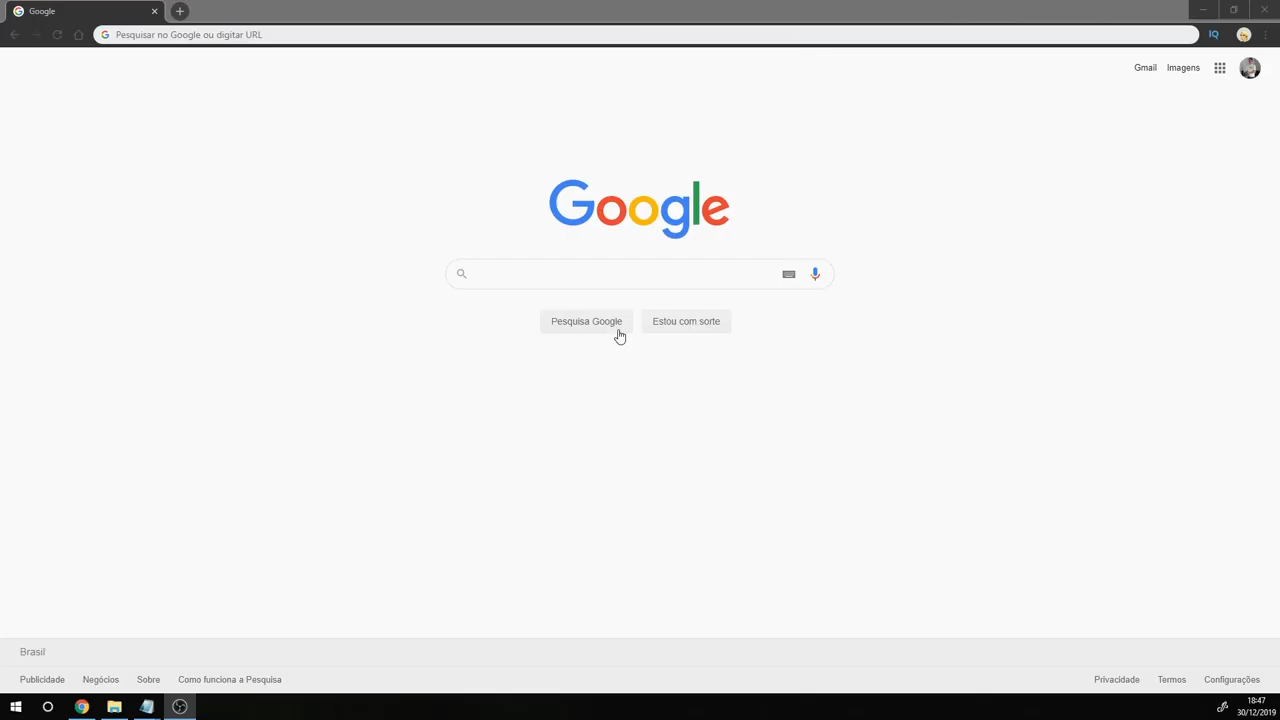 Google
Pesquisar no Google ou digitar URL
IQ
Gmail Imagens
Google
Pesquisa Google Estou com sorte
Brasil
Publicidade Negócios Sobre Como funciona a Pesquisa Privacidade Termos Configurações
18:47
30/12/2019